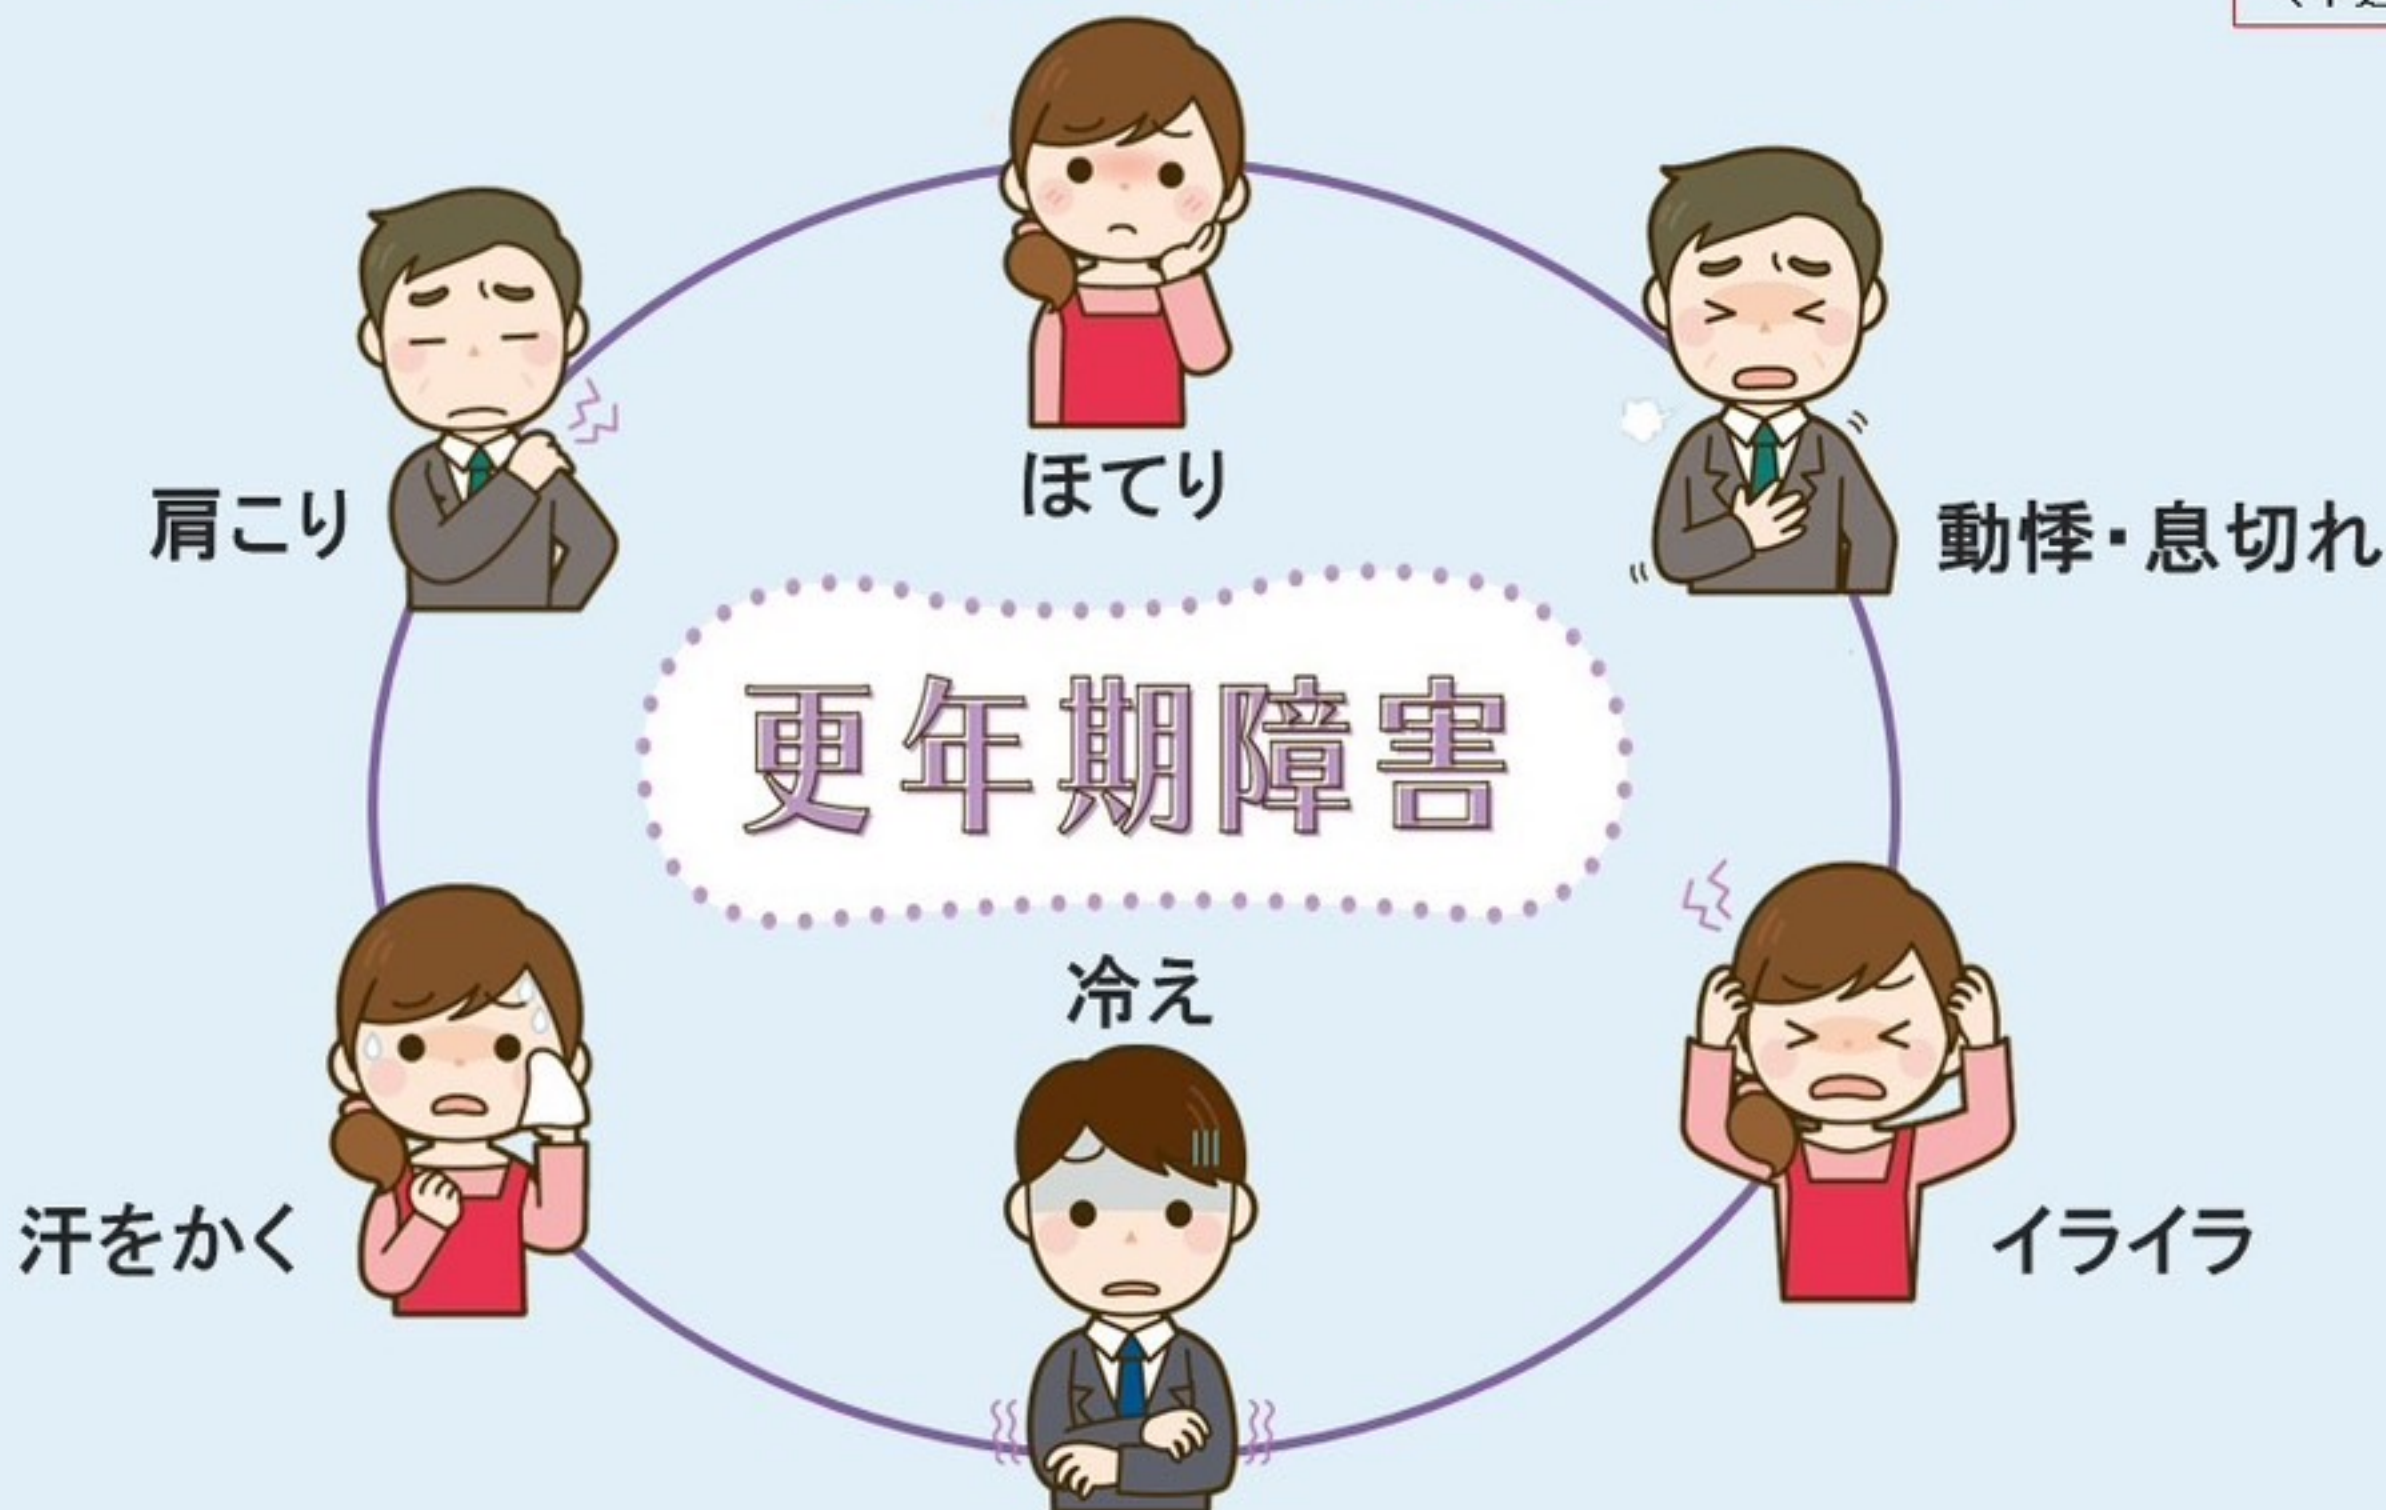 ほてり
肩こり
動悸・息切れ
更年期障害
冷え
汗をかく
イライラ